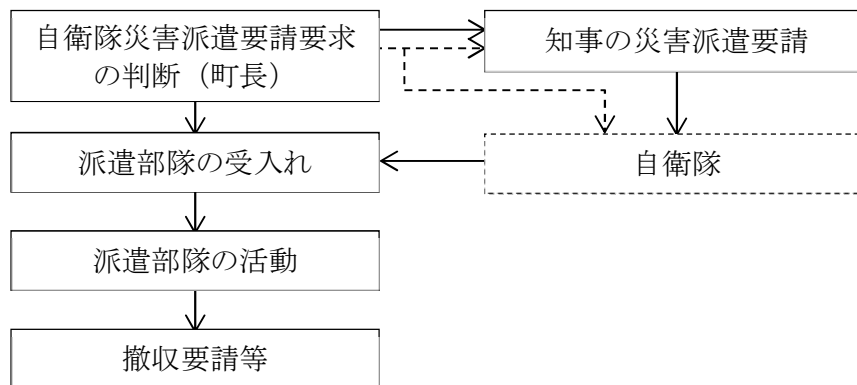 自衛隊災害派遣要請要求
の判断（町長）
知事の災害派遣要請
派遣部隊の受入れ
自衛隊
派遣部隊の活動
撤収要請等